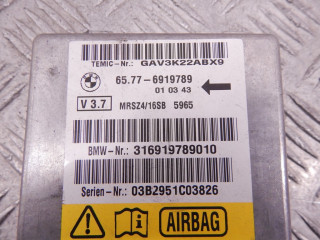 TEMIC-Nr.: GAV3K22ABX9
65.77-6919789
01 03 43
V 3.7 MRSZ4/16SB 5965
BMW-Nr.: 316919789010
Serien-Nr.: 03B2951C03826
AIRBAG